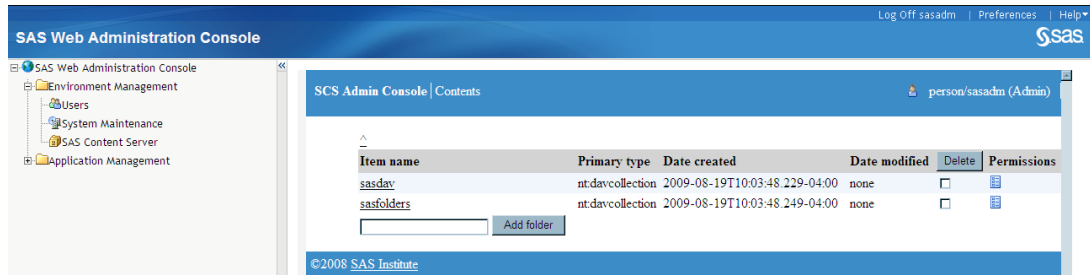 Log Off sasadm | Preferences | Help
SAS Web Administration Console
sas
SAS Web Administration Console
Environment Management
Users
System Maintenance
SAS Content Server
Application Management
«
SCS Admin Console | Contents
person/sasadm (Admin)
^
Item name Primary type Date created Date modified Delete Permissions
sasdav nt:davcollection 2009-08-19T10:03:48.229-04:00 none
sasfolders nt:davcollection 2009-08-19T10:03:48.249-04:00 none
Add folder
©2008 SAS Institute